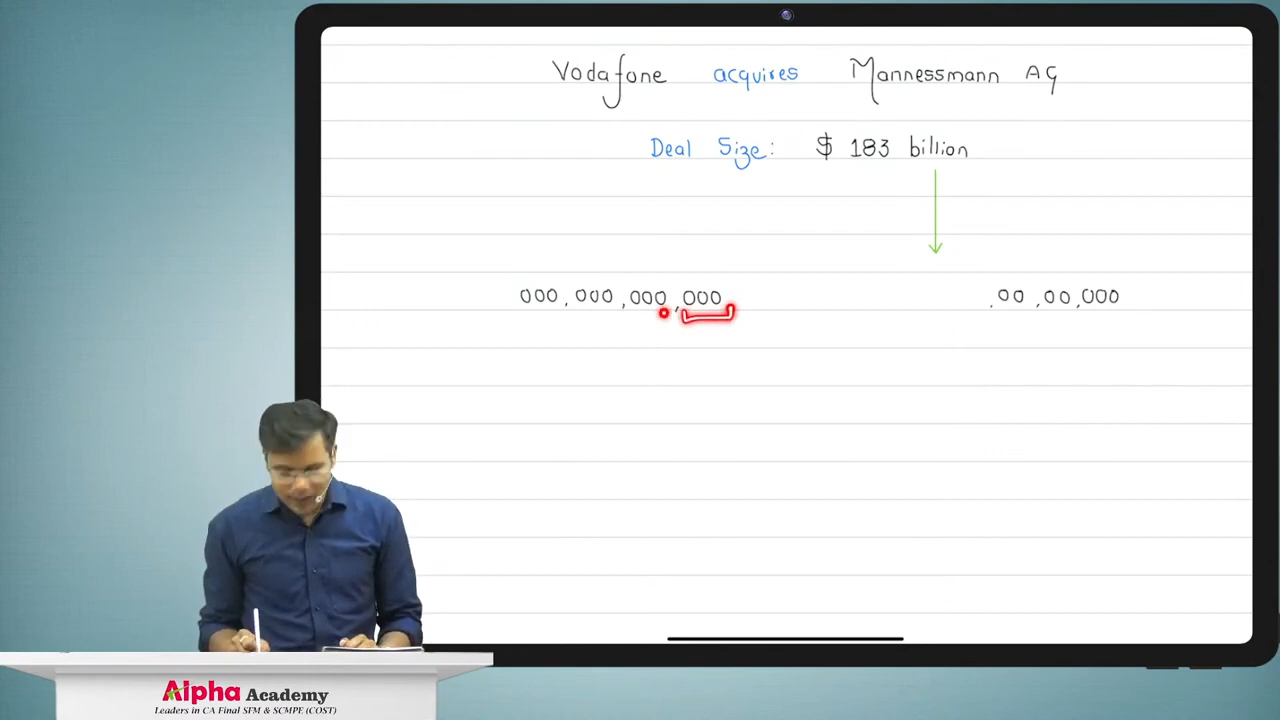 Vodafone acquires Mannessmann AG
Deal Size: $ 183 billion
000,000,000,000 ,00,00,000
Alpha Academy
Leaders in CA Final SFM & SCMPE (COST)